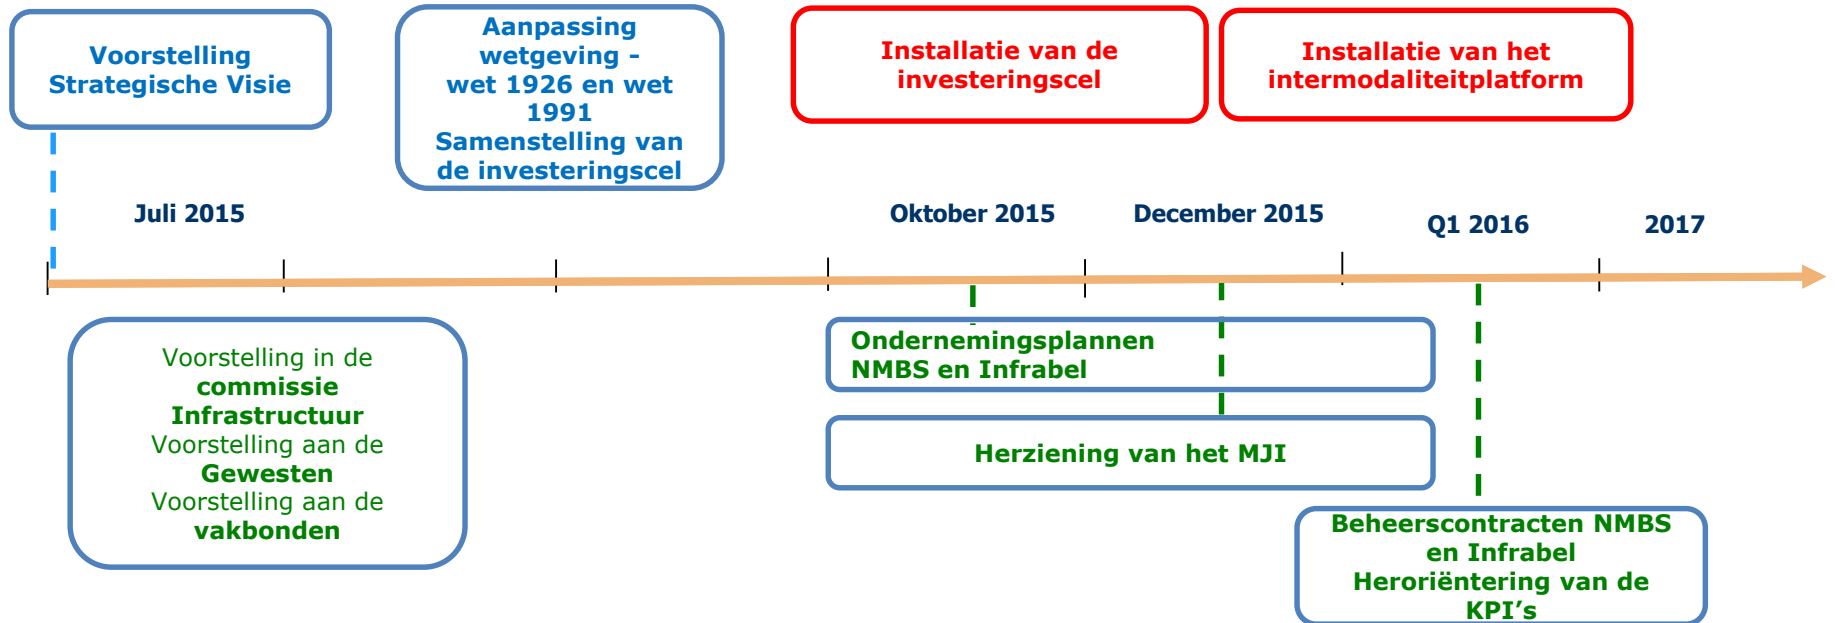 Voorstelling
Strategische Visie
Aanpassing
wetgeving -
wet 1926 en wet
1991
Samenstelling van
de investeringscel
Installatie van de
investeringscel
Installatie van het
intermodaliteitplatform
Juli 2015
Oktober 2015
December 2015
Q1 2016
2017
Voorstelling in de
commissie
Infrastructuur
Voorstelling aan de
Gewesten
Voorstelling aan de
vakbonden
Ondernemingsplannen
NMBS en Infrabel
Herziening van het MJI
Beheerscontracten NMBS
en Infrabel
Heroriëntering van de
KPI’s